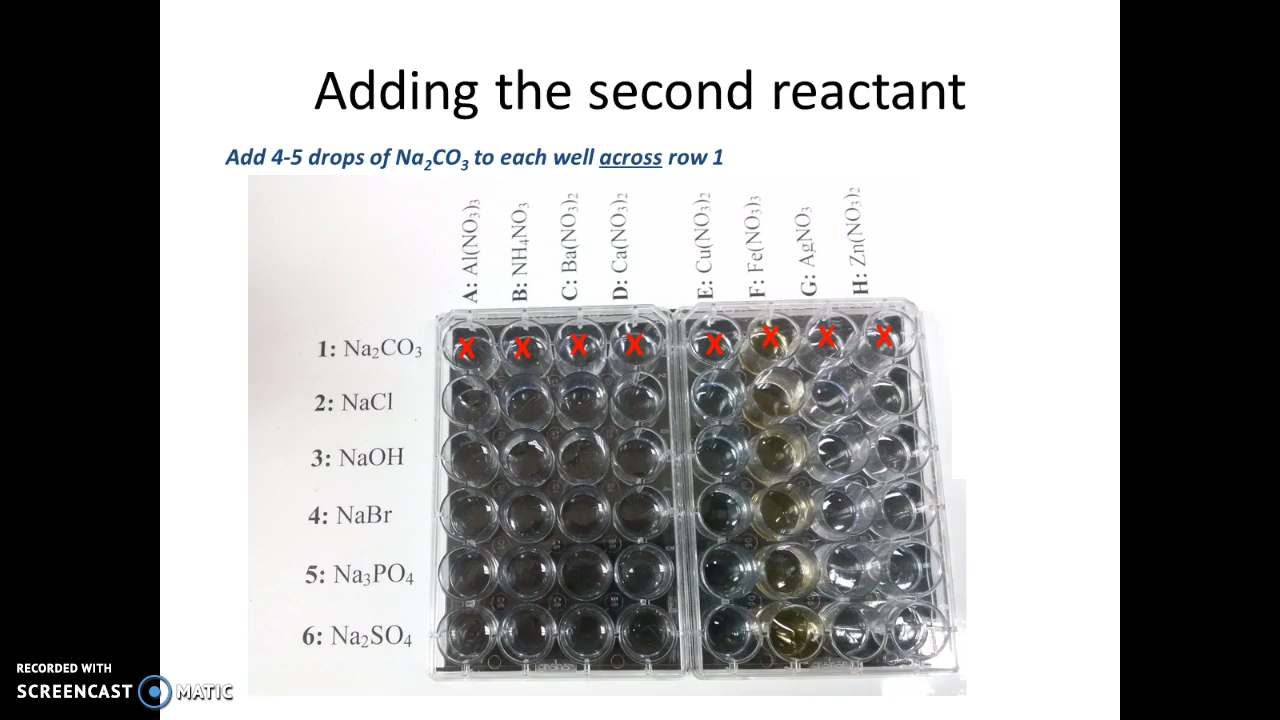 Adding the second reactant
Add 4-5 drops of Na₂CO₃ to each well across row 1
A: Al(NO₃)₃
B: NH₄NO₃
C: Ba(NO₃)₂
D: Ca(NO₃)₂
E: Cu(NO₃)₂
F: Fe(NO₃)₃
G: AgNO₃
H: Zn(NO₃)₂
1: Na₂CO₃
X X X X X X X X
2: NaCl
3: NaOH
4: NaBr
5: Na₃PO₄
6: Na₂SO₄
RECORDED WITH
SCREENCAST MATIC